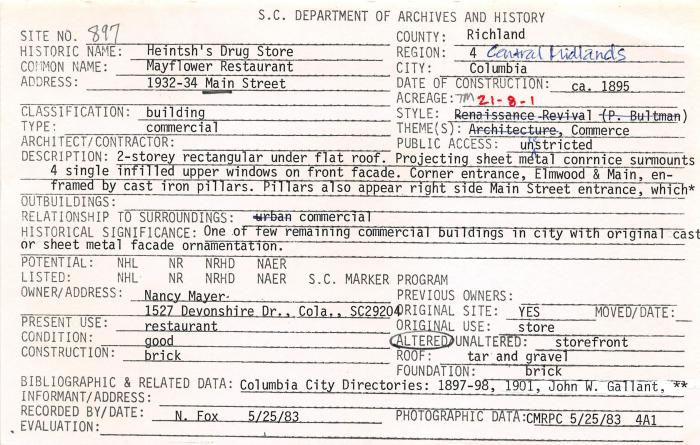 S.C. DEPARTMENT OF ARCHIVES AND HISTORY
SITE NO. 897 COUNTY: Richland
HISTORIC NAME: Heintsh's Drug Store REGION: 4 Central Midlands
COMMON NAME: Mayflower Restaurant CITY: Columbia
ADDRESS: 1932-34 Main Street DATE OF CONSTRUCTION: ca. 1895
ACREAGE: TM 21-8-1
CLASSIFICATION: building STYLE: Renaissance Revival (P. Bultman)
TYPE: commercial THEME(S): Architecture, Commerce
ARCHITECT/CONTRACTOR: PUBLIC ACCESS: unstricted
DESCRIPTION: 2-storey rectangular under flat roof. Projecting sheet metal conrnice surmounts
4 single infilled upper windows on front facade. Corner entrance, Elmwood & Main, en-
framed by cast iron pillars. Pillars also appear right side Main Street entrance, which*
OUTBUILDINGS:
RELATIONSHIP TO SURROUNDINGS: urban commercial
HISTORICAL SIGNIFICANCE: One of few remaining commercial buildings in city with original cast
or sheet metal facade ornamentation.
POTENTIAL: NHL NR NRHD NAER
LISTED: NHL NR NRHD NAER S.C. MARKER PROGRAM
OWNER/ADDRESS: Nancy Mayer PREVIOUS OWNERS:
1527 Devonshire Dr., Cola., SC29204 ORIGINAL SITE: YES MOVED/DATE:
PRESENT USE: restaurant ORIGINAL USE: store
CONDITION: good ALTERED/UNALTERED: storefront
CONSTRUCTION: brick ROOF: tar and gravel
FOUNDATION: brick
BIBLIOGRAPHIC & RELATED DATA: Columbia City Directories: 1897-98, 1901, John W. Gallant, **
INFORMANT/ADDRESS:
RECORDED BY/DATE: N. Fox 5/25/83 PHOTOGRAPHIC DATA: CMRPC 5/25/83 4A1
EVALUATION: